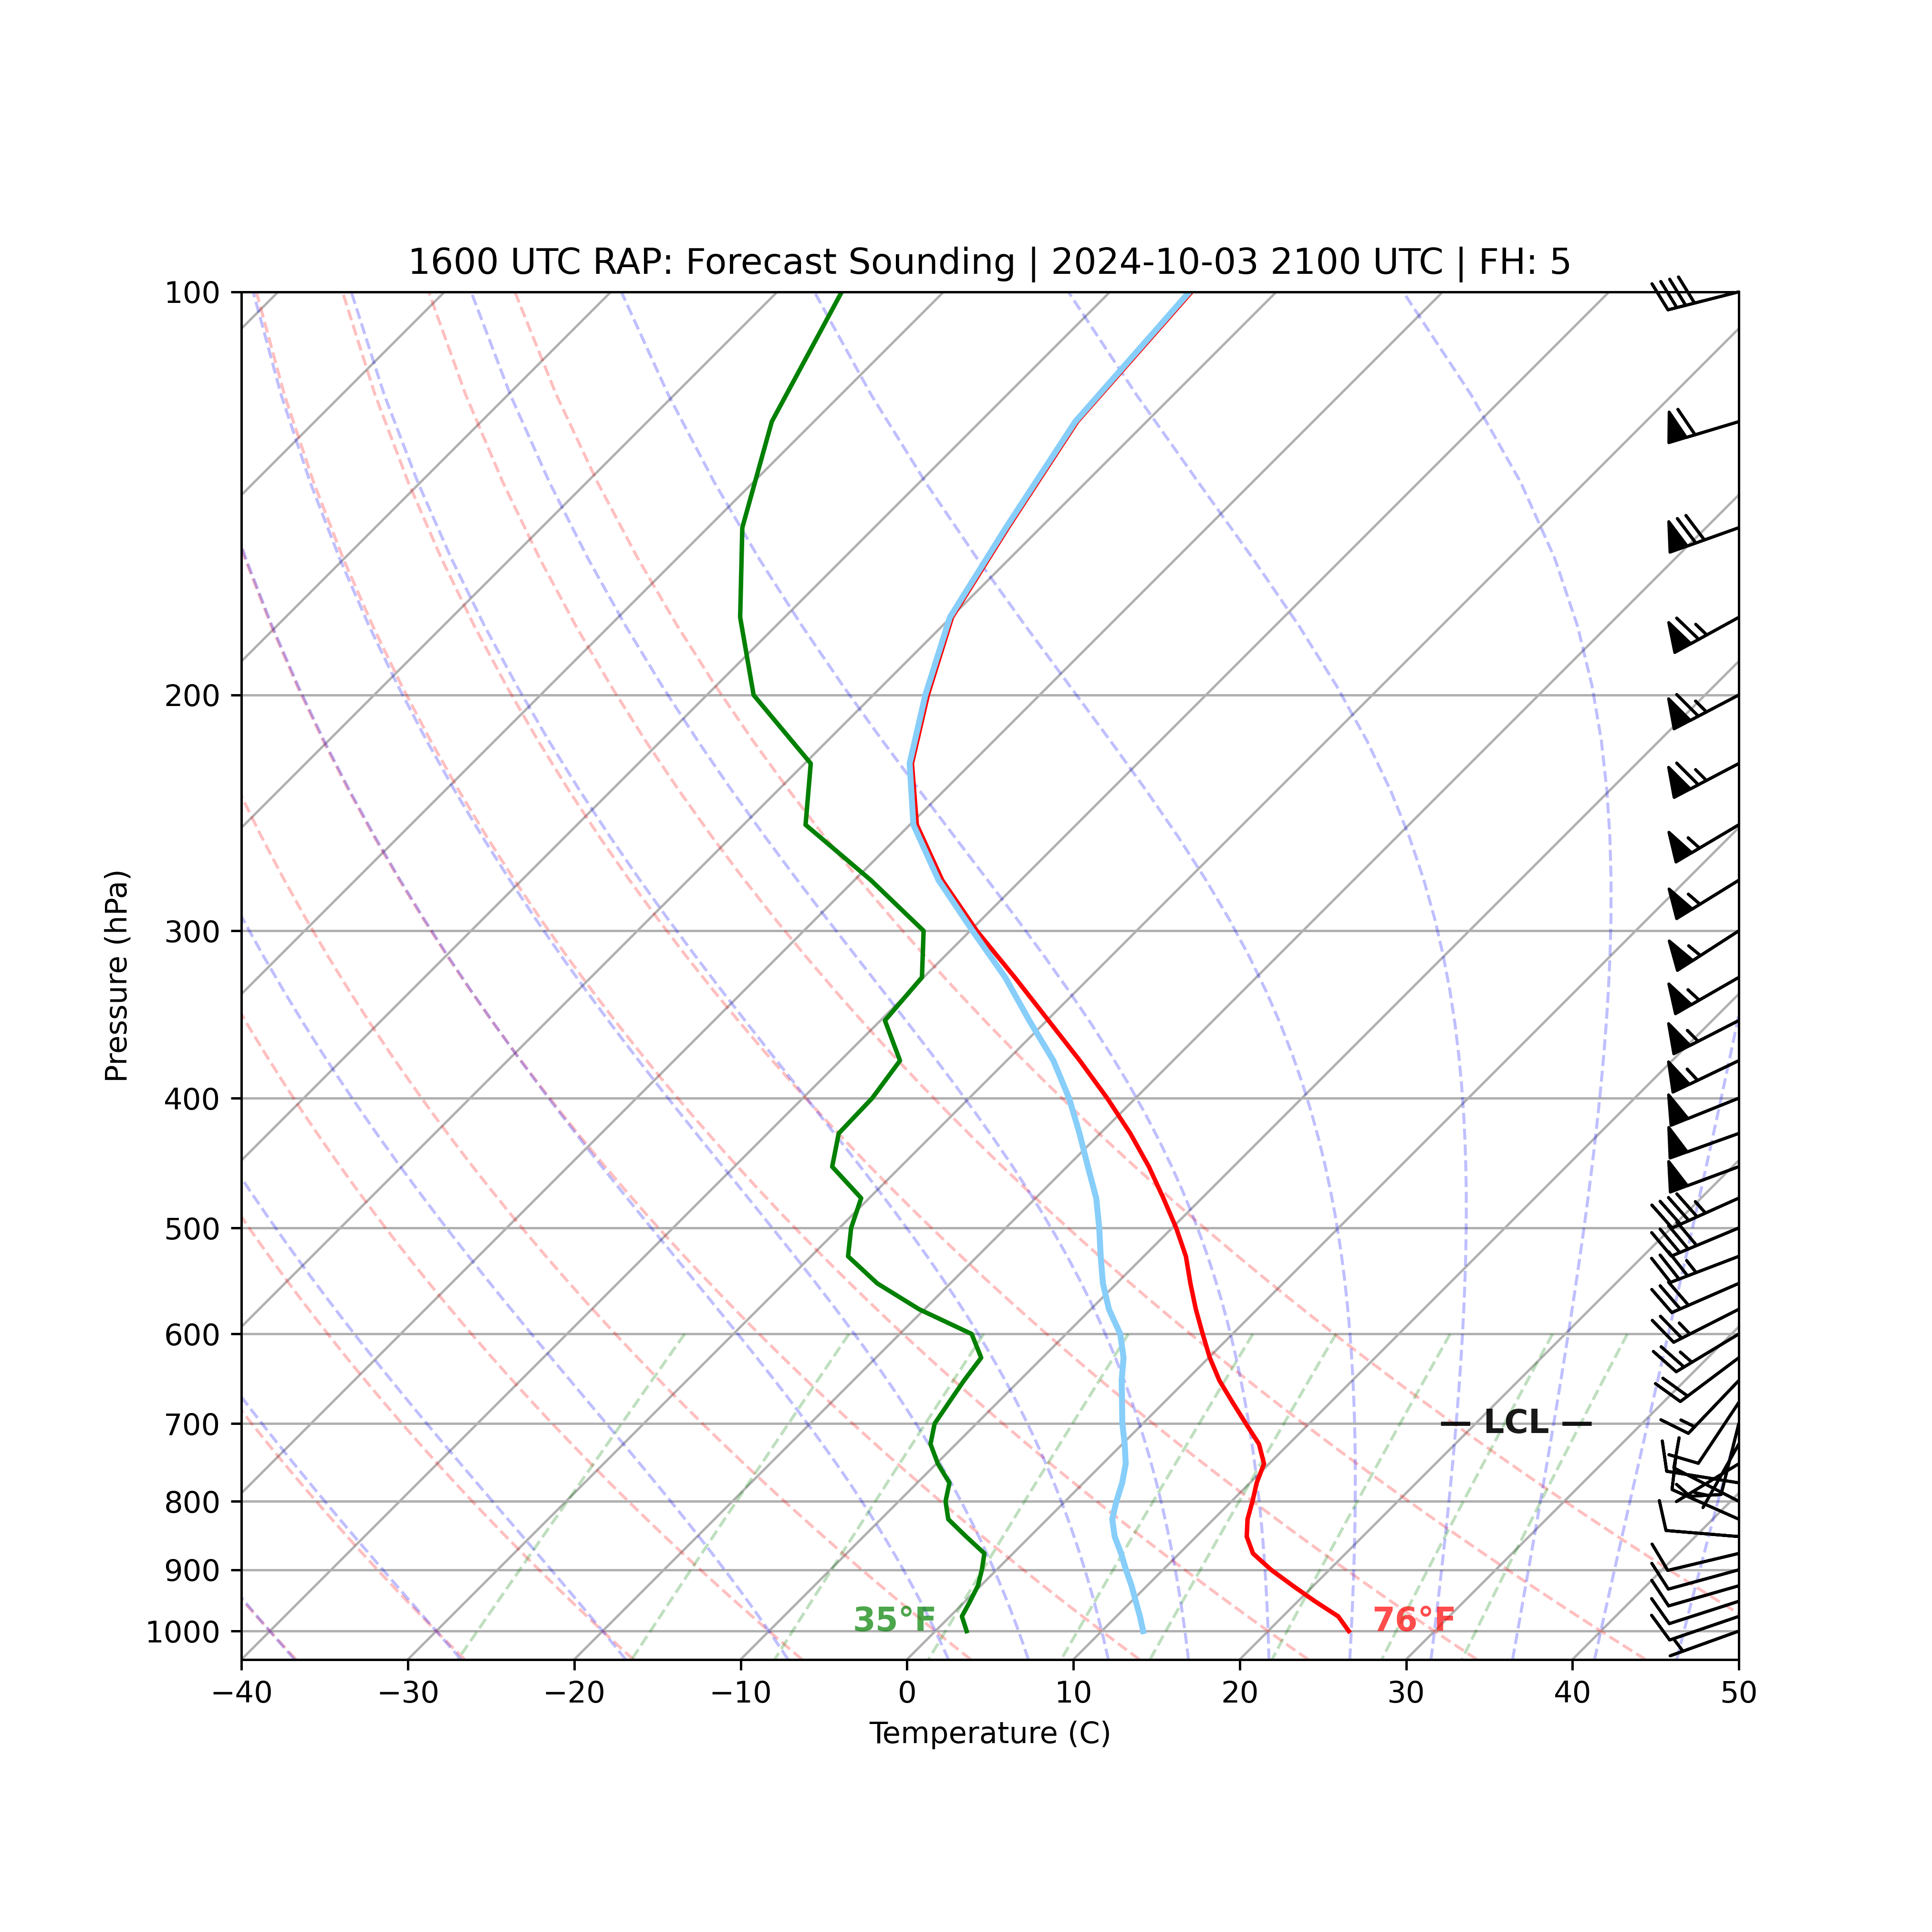 1600 UTC RAP: Forecast Sounding | 2024-10-03 2100 UTC | FH: 5
100
200
300
400
500
600
700
800
900
1000
Pressure (hPa)
LCL
35°F
76°F
−40 −30 −20 −10 0 10 20 30 40 50
Temperature (C)